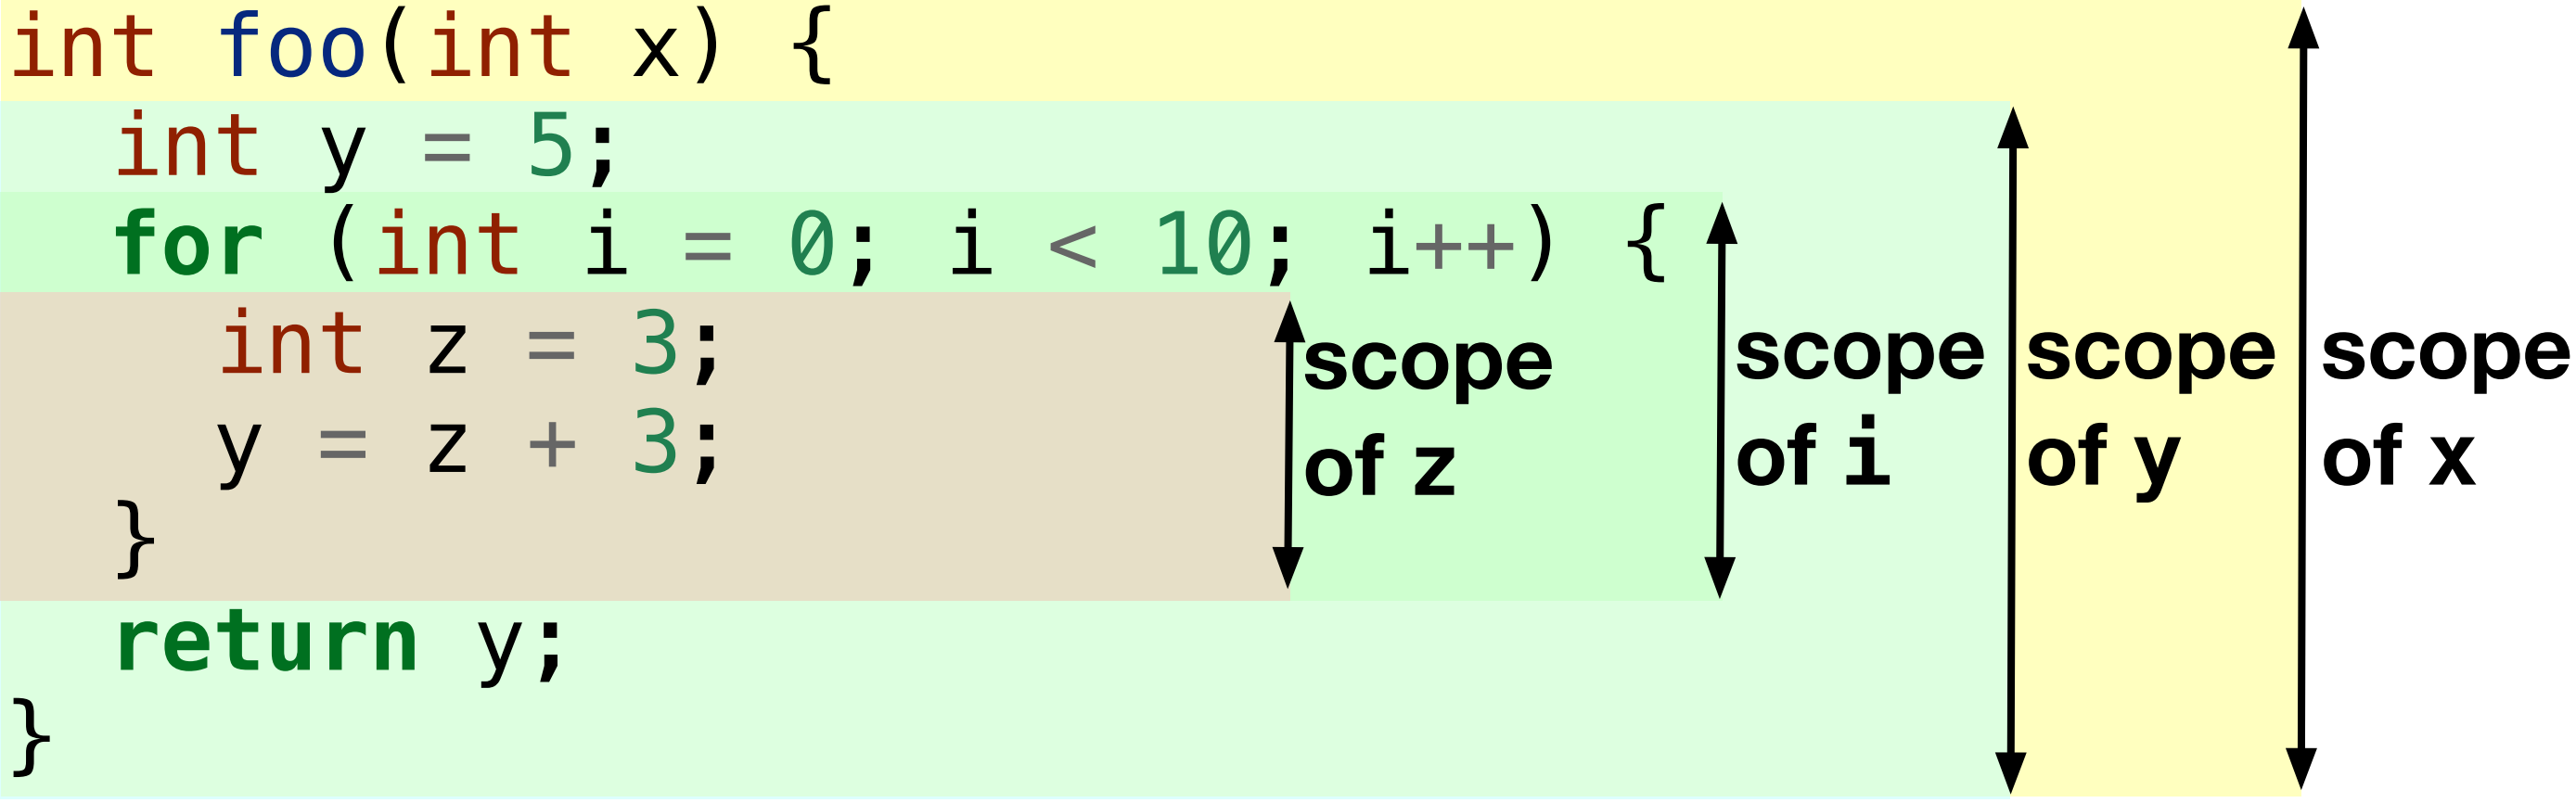 int foo(int x) {
  int y = 5;
  for (int i = 0; i < 10; i++) {
    int z = 3;
    y = z + 3;
  }
  return y;
}
scope
of z
scope
of i
scope
of y
scope
of x